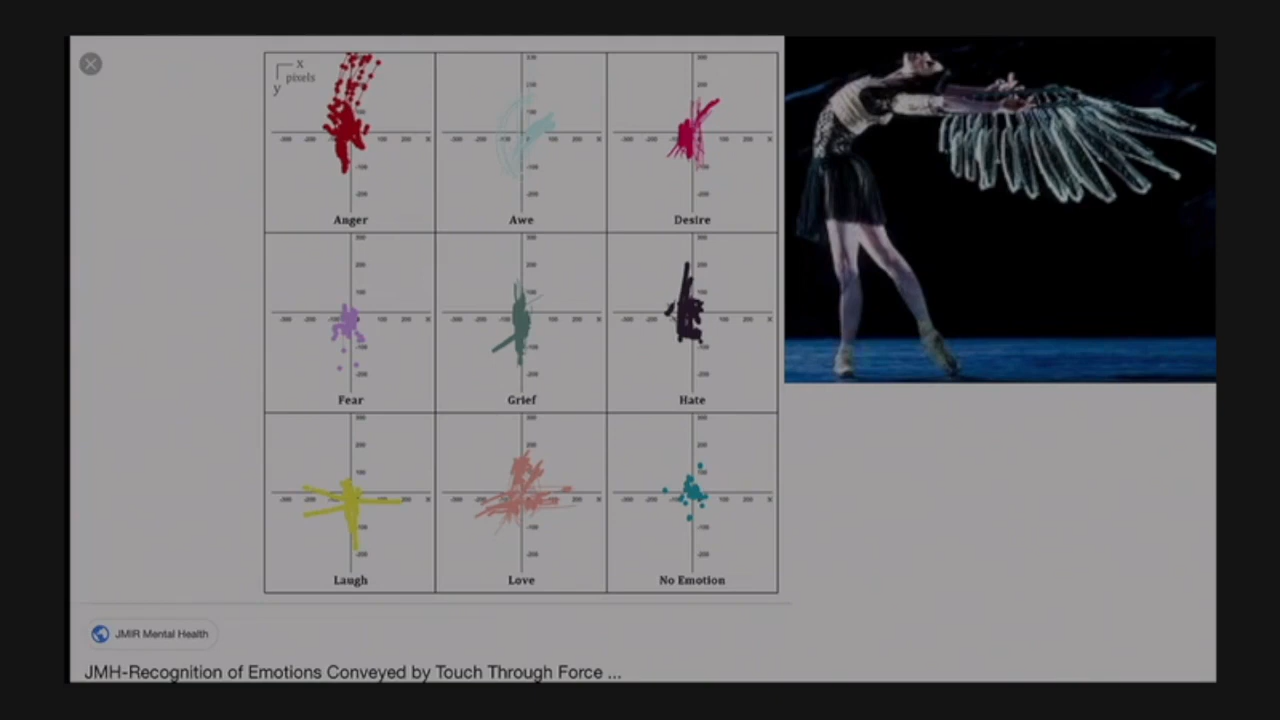 x
pixels
y
Anger
Awe
Desire
Fear
Grief
Hate
Laugh
Love
No Emotion
JMIR Mental Health
JMH-Recognition of Emotions Conveyed by Touch Through Force ...